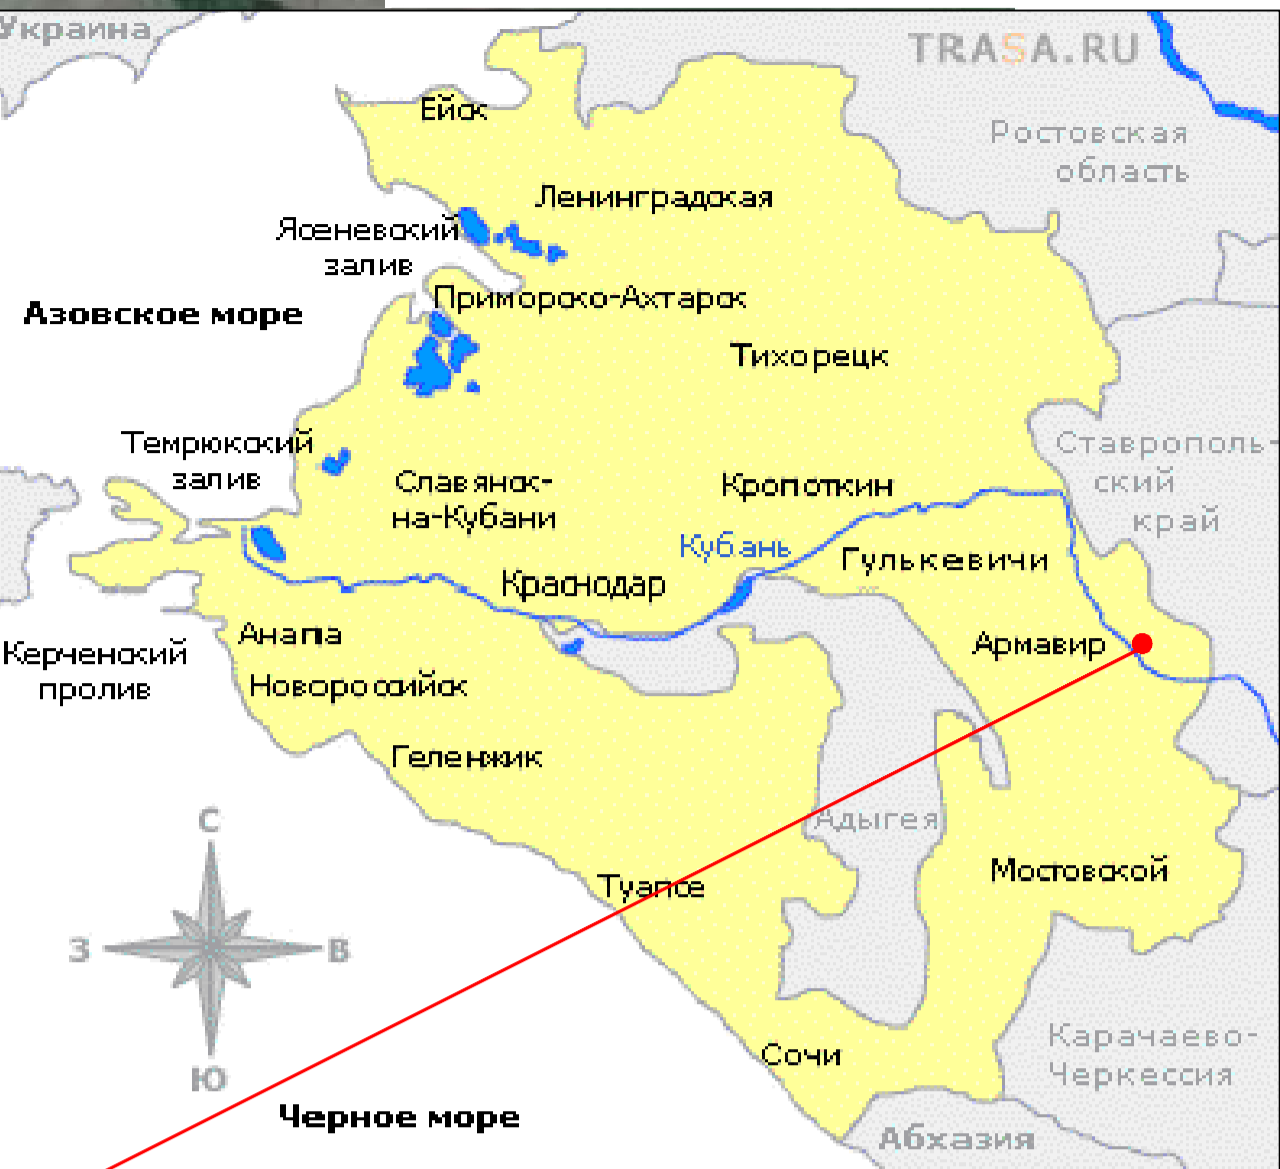 Украина
TRASA.RU
Ейск
Ростовская
область
Ленинградская
Ясеневский
залив
Приморско-Ахтарск
Азовское море
Тихорецк
Темрюкский
залив
Ставрополь-
ский
край
Славянск-
на-Кубани
Кропоткин
Кубань
Гулькевичи
Краснодар
Анапа
Армавир
Керченский
пролив
Новороссийск
Геленжик
С
Адыгея
Мостовской
Туапсе
З
В
Ю
Сочи
Карачаево-
Черкессия
Черное море
Абхазия